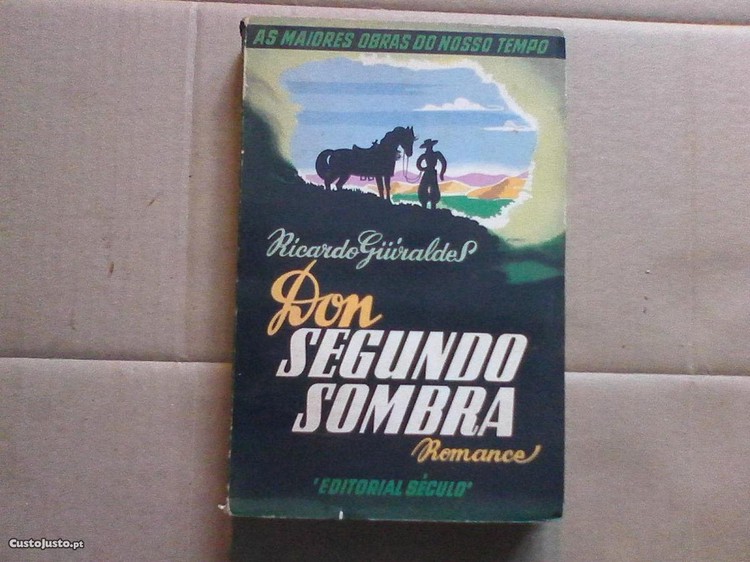 AS MAIORES OBRAS DO NOSSO TEMPO
Ricardo Güiraldes
Don
SEGUNDO
SOMBRA
Romance
'EDITORIAL SÉCULO'
CustoJusto.pt